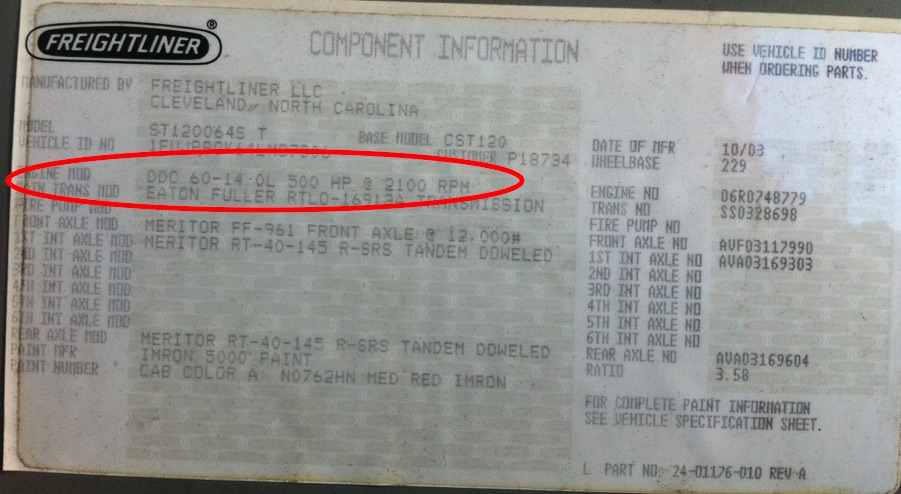 FREIGHTLINER®
COMPONENT INFORMATION
USE VEHICLE ID NUMBER
WHEN ORDERING PARTS.
MANUFACTURED BY FREIGHTLINER LLC
CLEVELAND, NORTH CAROLINA
MODEL ST120064S T BASE MODEL CST120
VEHICLE ID NO CUSTOMER P18734
ENGINE MOD DDC 60-14.0L 500 HP @ 2100 RPM
MAIN TRANS MOD EATON FULLER RTLO-16913A TRANSMISSION
FIRE PUMP MOD
FRONT AXLE MOD MERITOR FF-961 FRONT AXLE @ 12,000#
1ST INT AXLE MOD MERITOR RT-40-145 R-SRS TANDEM DOWELED
2ND INT AXLE MOD
3RD INT AXLE MOD
4TH INT AXLE MOD
5TH INT AXLE MOD
6TH INT AXLE MOD
REAR AXLE MOD MERITOR RT-40-145 R-SRS TANDEM DOWELED
PAINT MFR IMRON 5000 PAINT
PAINT NUMBER CAB COLOR A: N0762HN MED RED IMRON
DATE OF MFR 10/03
WHEELBASE 229
ENGINE NO 06R0748779
TRANS NO SS0328698
FIRE PUMP NO
FRONT AXLE NO AVF03117990
1ST INT AXLE NO AVA03169303
2ND INT AXLE NO
3RD INT AXLE NO
4TH INT AXLE NO
5TH INT AXLE NO
6TH INT AXLE NO
REAR AXLE NO AVA03169604
RATIO 3.58
FOR COMPLETE PAINT INFORMATION
SEE VEHICLE SPECIFICATION SHEET.
L PART NO. 24-01176-010 REV A